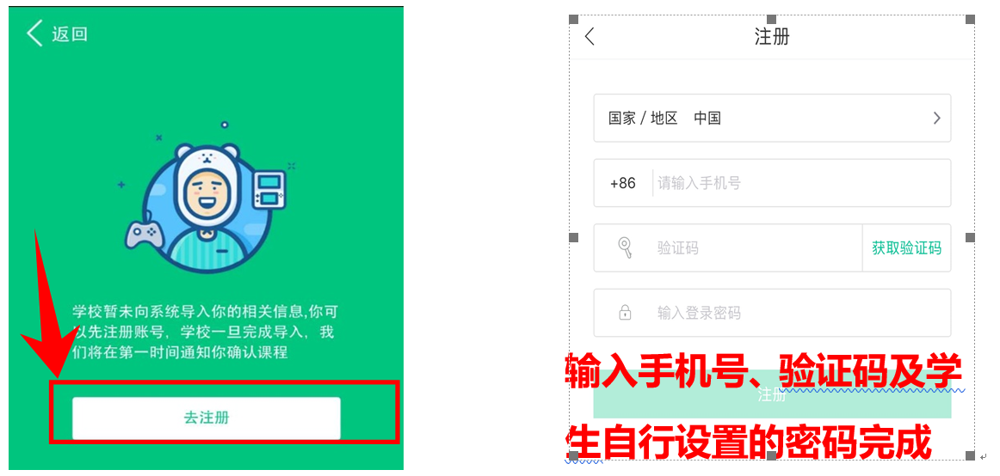 返回
学校暂未向系统导入你的相关信息,你可
以先注册账号，学校一旦完成导入，我
们将在第一时间通知你确认课程
去注册
注册
国家 / 地区 中国
+86 请输入手机号
验证码 获取验证码
输入登录密码
输入手机号、验证码及学
注册
生自行设置的密码完成